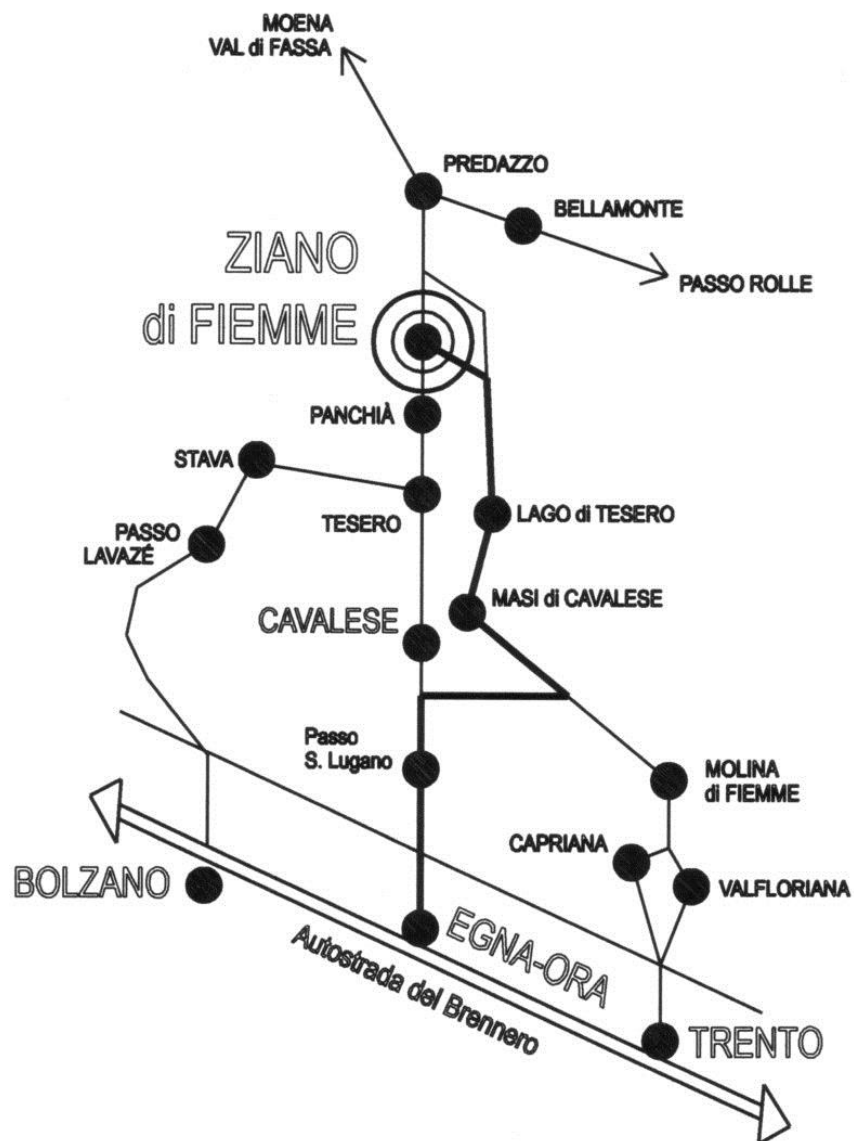 MOENA
VAL di FASSA
PREDAZZO
BELLAMONTE
PASSO ROLLE
ZIANO
di FIEMME
PANCHIÀ
STAVA
TESERO
LAGO di TESERO
PASSO
LAVAZÉ
MASI di CAVALESE
CAVALESE
Passo
S. Lugano
MOLINA
di FIEMME
CAPRIANA
VALFLORIANA
BOLZANO
EGNA-ORA
Autostrada del Brennero
TRENTO